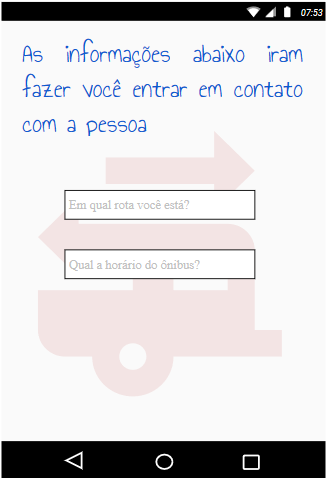 07:53
As informações abaixo iram
fazer você entrar em contato
com a pessoa
Em qual rota você está?
Qual a horário do ônibus?